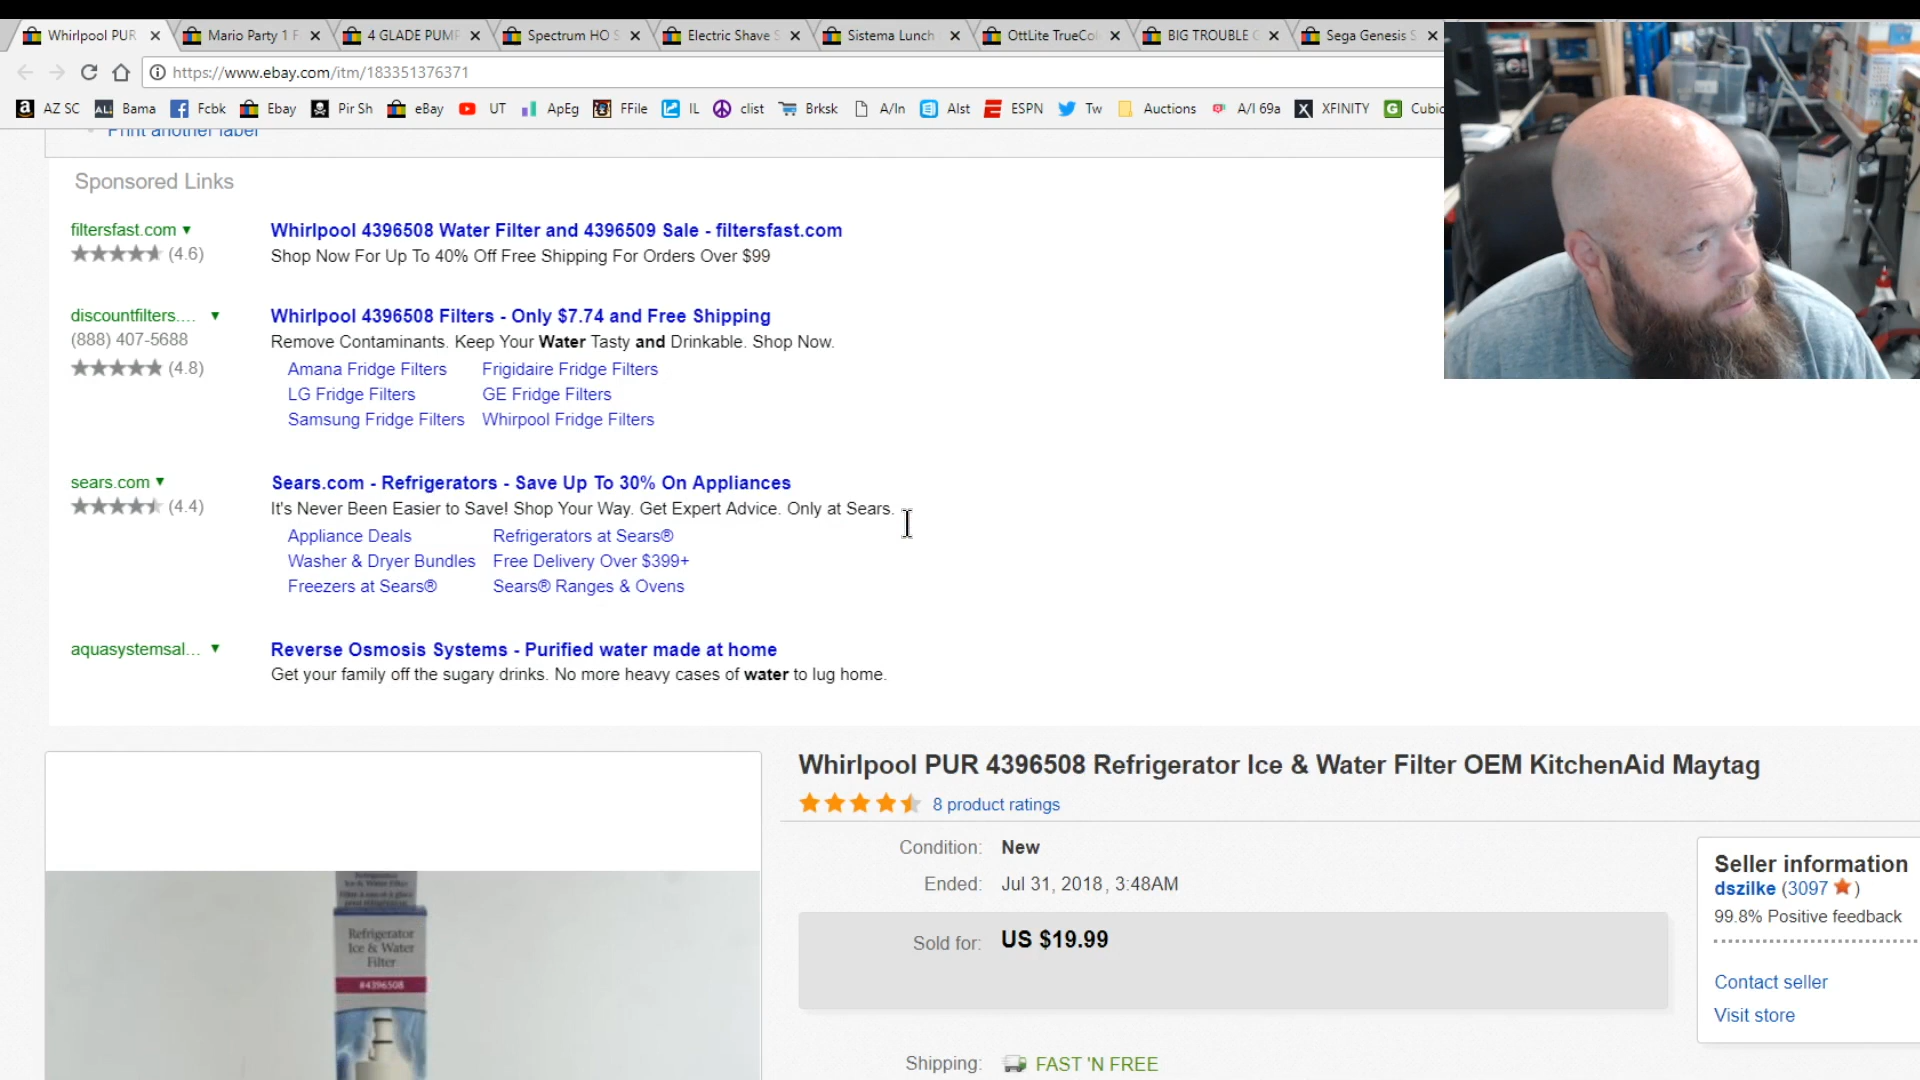 Whirlpool PUR
Mario Party 1 F
4 GLADE PUMP
Spectrum HO S
Electric Shave S
Sistema Lunch
OttLite TrueCol
BIG TROUBLE
Sega Genesis S
https://www.ebay.com/itm/183351376371
AZ SC
ALL Bama
Fcbk
Ebay
Pir Sh
eBay
UT
ApEg
FFile
IL
clist
Brksk
A/In
Alst
ESPN
Tw
Auctions
A/I 69a
XFINITY
Cubic
Print another label
Sponsored Links
filtersfast.com
(4.6)
Whirlpool 4396508 Water Filter and 4396509 Sale - filtersfast.com
Shop Now For Up To 40% Off Free Shipping For Orders Over $99
discountfilters....
(888) 407-5688
(4.8)
Whirlpool 4396508 Filters - Only $7.74 and Free Shipping
Remove Contaminants. Keep Your Water Tasty and Drinkable. Shop Now.
Amana Fridge Filters Frigidaire Fridge Filters
LG Fridge Filters GE Fridge Filters
Samsung Fridge Filters Whirpool Fridge Filters
sears.com
(4.4)
Sears.com - Refrigerators - Save Up To 30% On Appliances
It's Never Been Easier to Save! Shop Your Way. Get Expert Advice. Only at Sears.
Appliance Deals Refrigerators at Sears®
Washer & Dryer Bundles Free Delivery Over $399+
Freezers at Sears® Sears® Ranges & Ovens
aquasystemsal...
Reverse Osmosis Systems - Purified water made at home
Get your family off the sugary drinks. No more heavy cases of water to lug home.
Whirlpool PUR 4396508 Refrigerator Ice & Water Filter OEM KitchenAid Maytag
8 product ratings
Condition: New
Ended: Jul 31, 2018 , 3:48AM
Sold for: US $19.99
Shipping: FAST 'N FREE
Seller information
dszilke (3097 )
99.8% Positive feedback
Contact seller
Visit store
Refrigerator
Ice & Water
Filter
#4396508